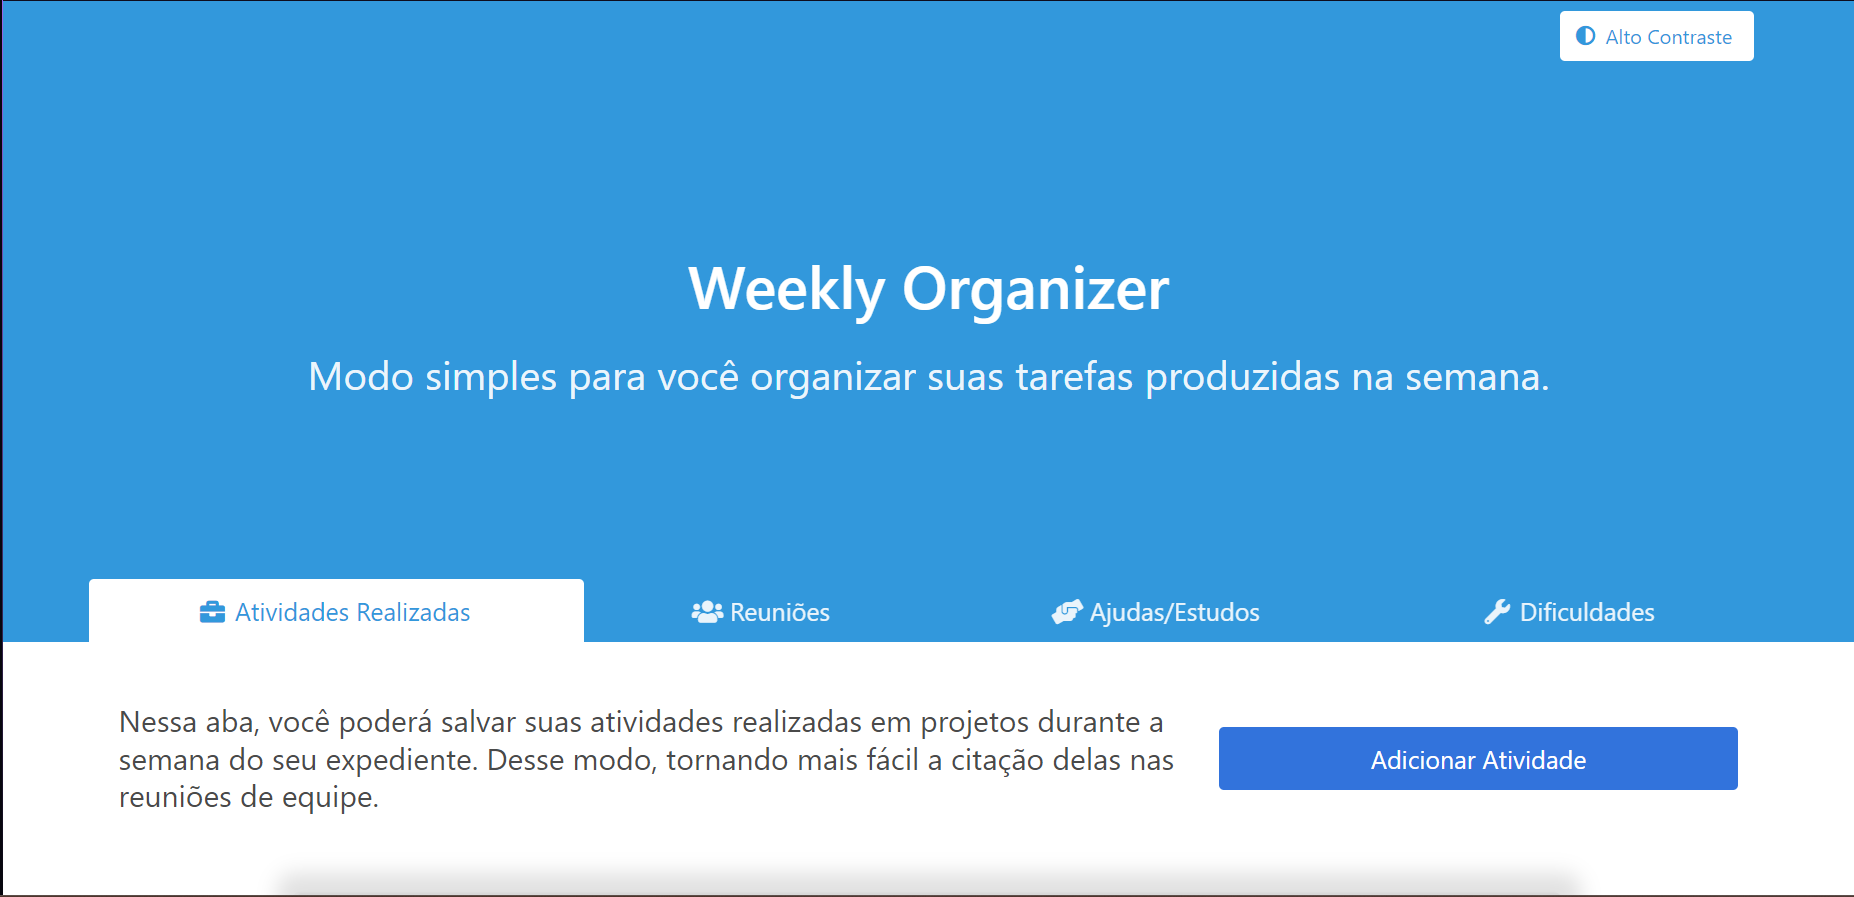 Alto Contraste
Weekly Organizer
Modo simples para você organizar suas tarefas produzidas na semana.
Atividades Realizadas
Reuniões
Ajudas/Estudos
Dificuldades
Nessa aba, você poderá salvar suas atividades realizadas em projetos durante a
semana do seu expediente. Desse modo, tornando mais fácil a citação delas nas
reuniões de equipe.
Adicionar Atividade